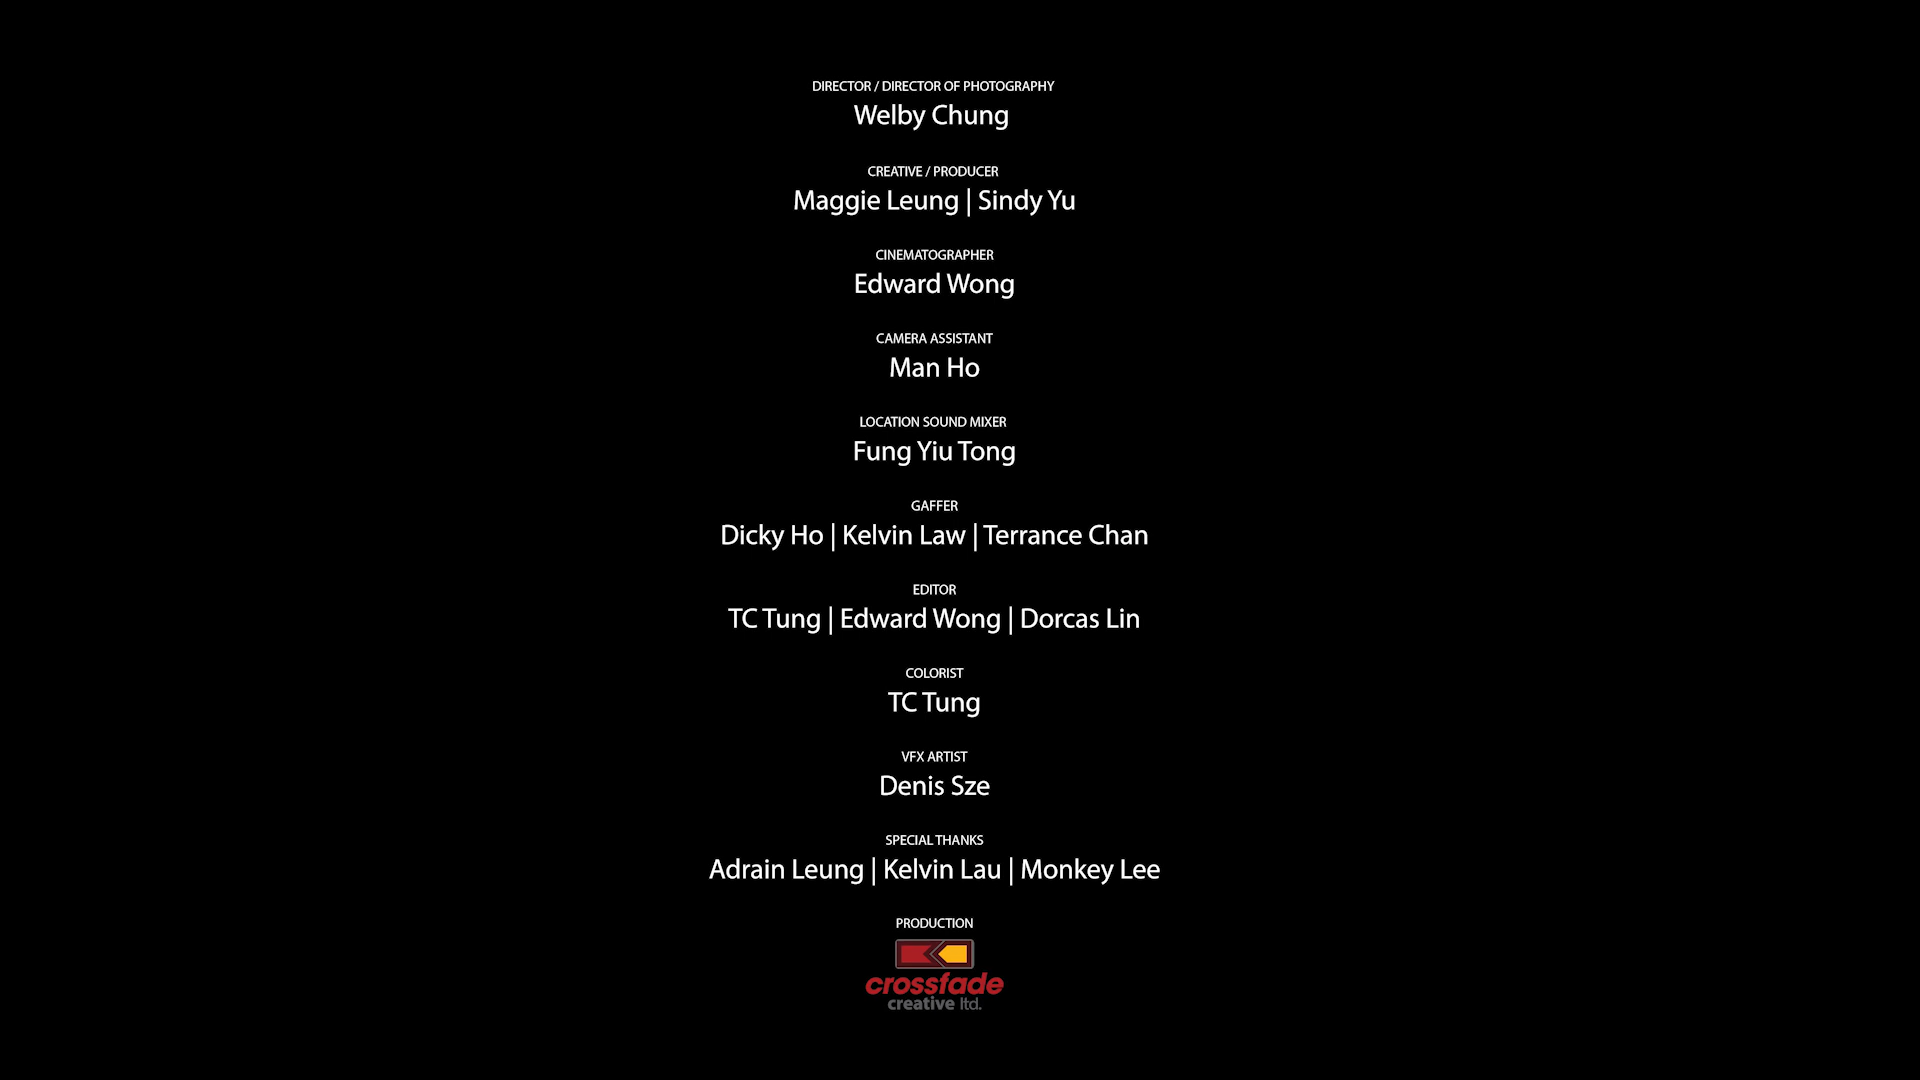 DIRECTOR / DIRECTOR OF PHOTOGRAPHY
Welby Chung
CREATIVE / PRODUCER
Maggie Leung | Sindy Yu
CINEMATOGRAPHER
Edward Wong
CAMERA ASSISTANT
Man Ho
LOCATION SOUND MIXER
Fung Yiu Tong
GAFFER
Dicky Ho | Kelvin Law | Terrance Chan
EDITOR
TC Tung | Edward Wong | Dorcas Lin
COLORIST
TC Tung
VFX ARTIST
Denis Sze
SPECIAL THANKS
Adrain Leung | Kelvin Lau | Monkey Lee
PRODUCTION
crossfade
creative ltd.